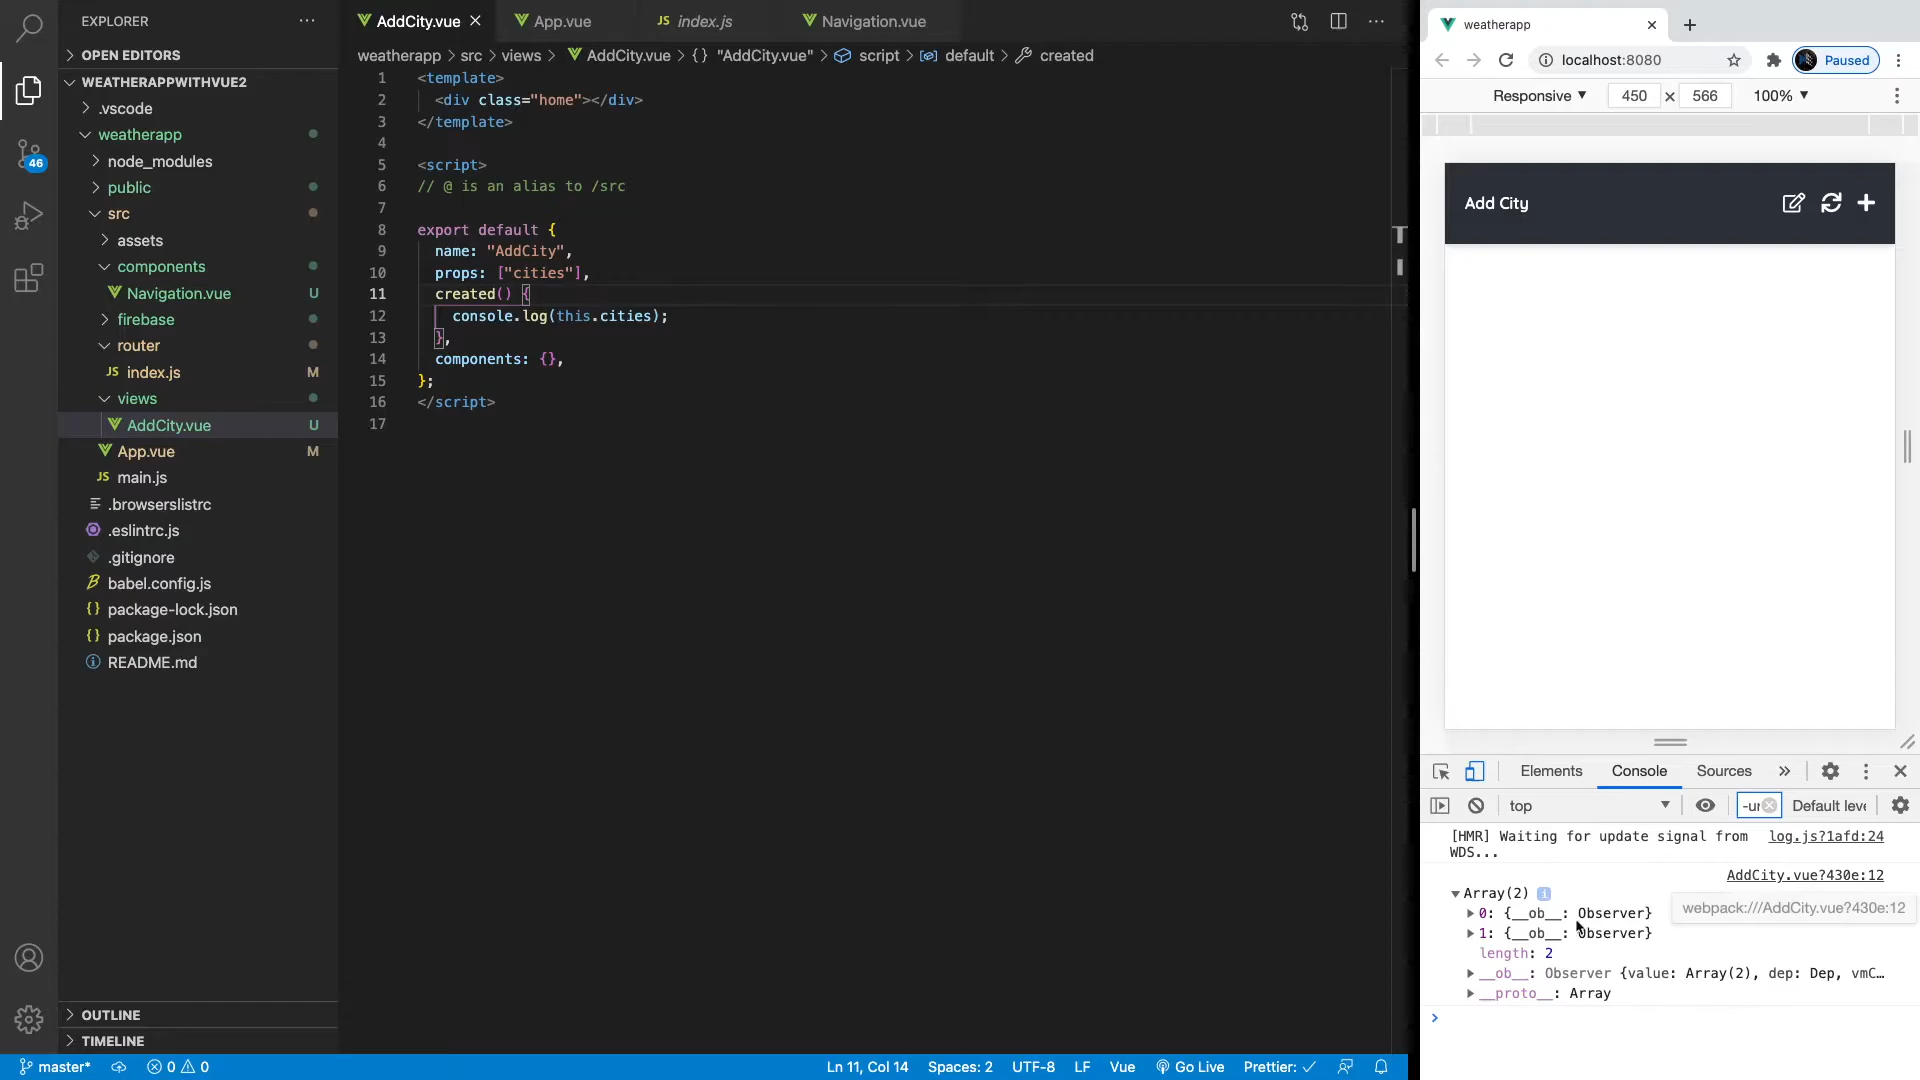 EXPLORER
OPEN EDITORS
WEATHERAPPWITHVUE2
.vscode
weatherapp
node_modules
public
src
assets
components
Navigation.vue U
firebase
router
JS index.js M
views
AddCity.vue U
App.vue M
JS main.js
.browserslistrc
.eslintrc.js
.gitignore
babel.config.js
{} package-lock.json
{} package.json
README.md
OUTLINE
TIMELINE
46
AddCity.vue
App.vue
JS index.js
Navigation.vue
weatherapp > src > views > AddCity.vue > {} "AddCity.vue" > script > default > created
1 <template>
2 <div class="home"></div>
3 </template>
4
5 <script>
6 // @ is an alias to /src
7
8 export default {
9 name: "AddCity",
10 props: ["cities"],
11 created() {
12 console.log(this.cities);
13 },
14 components: {},
15 };
16 </script>
17
master* 0 0 Ln 11, Col 14 Spaces: 2 UTF-8 LF Vue Go Live Prettier: ✓
weatherapp
localhost:8080 Paused
Responsive 450 × 566 100%
Add City
Elements Console Sources »
top -ur Default leve
[HMR] Waiting for update signal from log.js?1afd:24
WDS...
AddCity.vue?430e:12
Array(2) i
0: {__ob__: Observer}
webpack:///AddCity.vue?430e:12
1: {__ob__: Observer}
length: 2
__ob__: Observer {value: Array(2), dep: Dep, vmC…
__proto__: Array
>